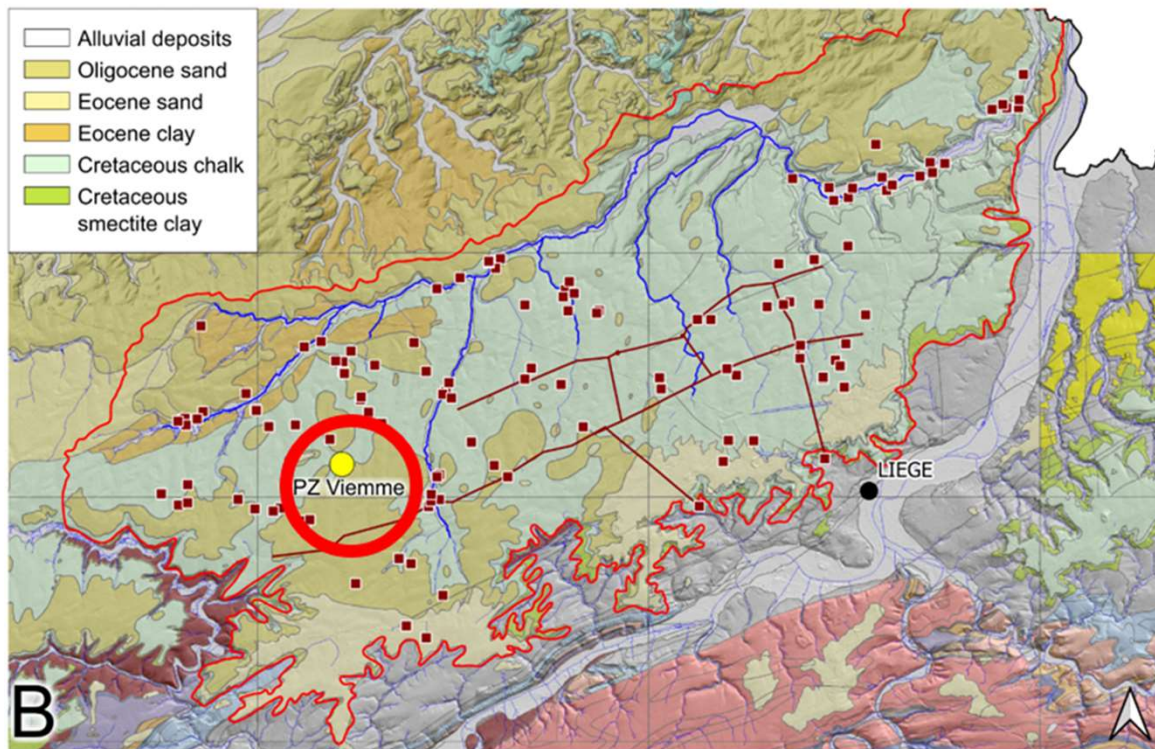 Alluvial deposits
Oligocene sand
Eocene sand
Eocene clay
Cretaceous chalk
Cretaceous
smectite clay
PZ Viemme
LIEGE
B